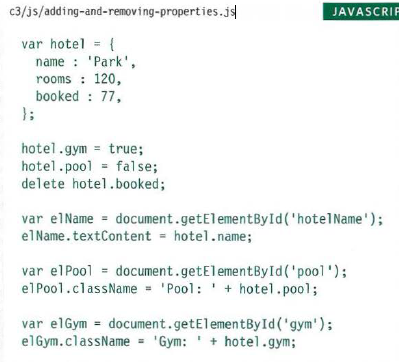 c3/js/adding-and-removing-properties.js
JAVASCRIP
var hotel = {
name : 'Park',
rooms : 120,
booked : 77,
};
hotel.gym = true;
hotel.pool = false;
delete hotel.booked;
var elName = document.getElementById('hotelName');
elName.textContent = hotel.name;
var elPool = document.getElementById('pool');
elPool.className = 'Pool: ' + hotel.pool;
var elGym = document.getElementById('gym');
elGym.className = 'Gym: ' + hotel.gym;